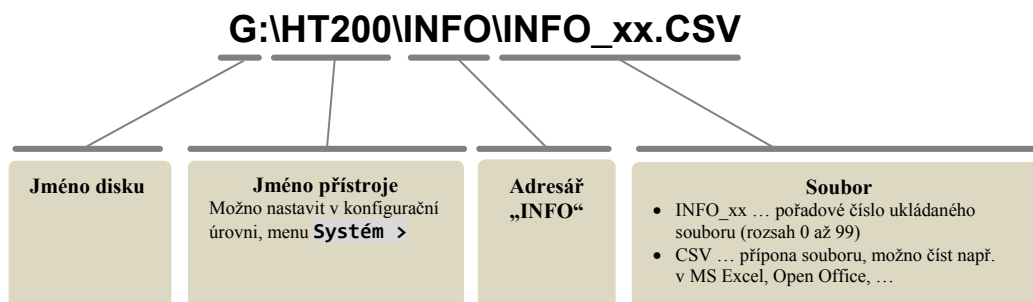 G:\HT200\INFO\INFO_xx.CSV
Jméno disku
Jméno přístroje
Možno nastavit v konfigurační
úrovni, menu Systém >
Adresář
„INFO“
Soubor
• INFO_xx … pořadové číslo ukládaného
souboru (rozsah 0 až 99)
• CSV … přípona souboru, možno číst např.
v MS Excel, Open Office, …